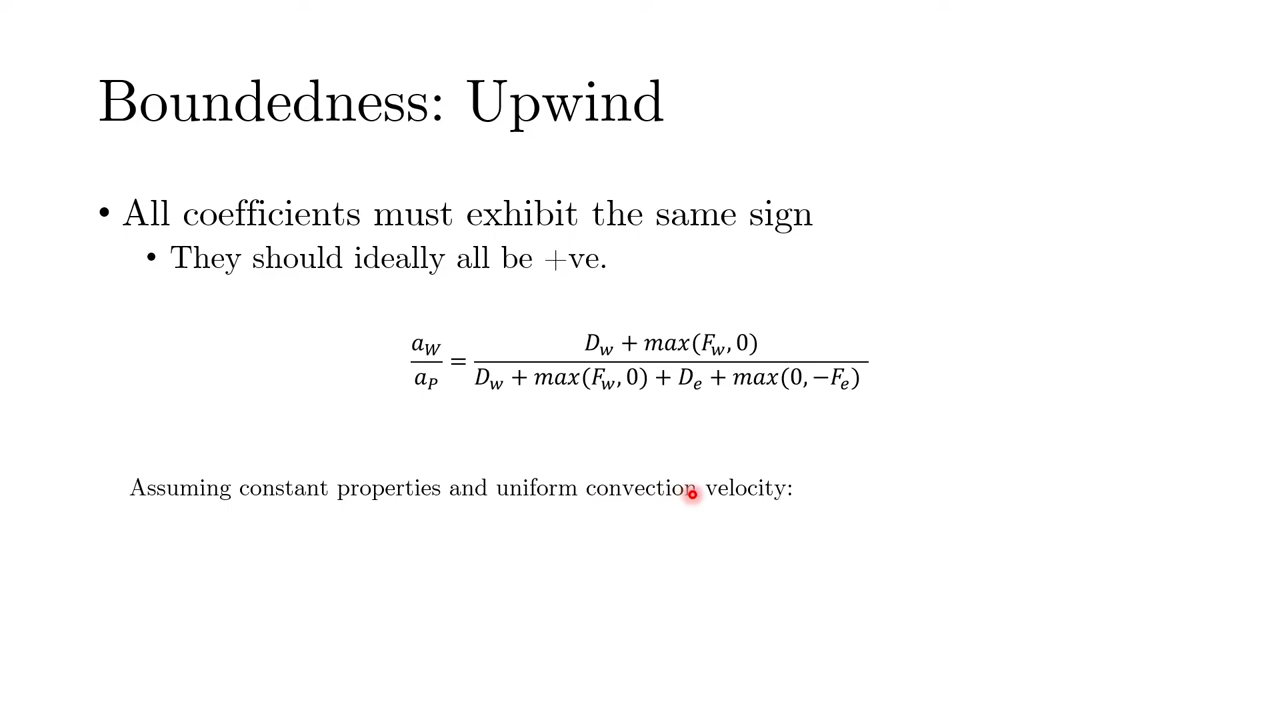 Boundedness: Upwind
• All coefficients must exhibit the same sign
• They should ideally all be +ve.
a_W / a_P = (D_w + max(F_w, 0)) / (D_w + max(F_w, 0) + D_e + max(0, −F_e))
Assuming constant properties and uniform convection velocity: